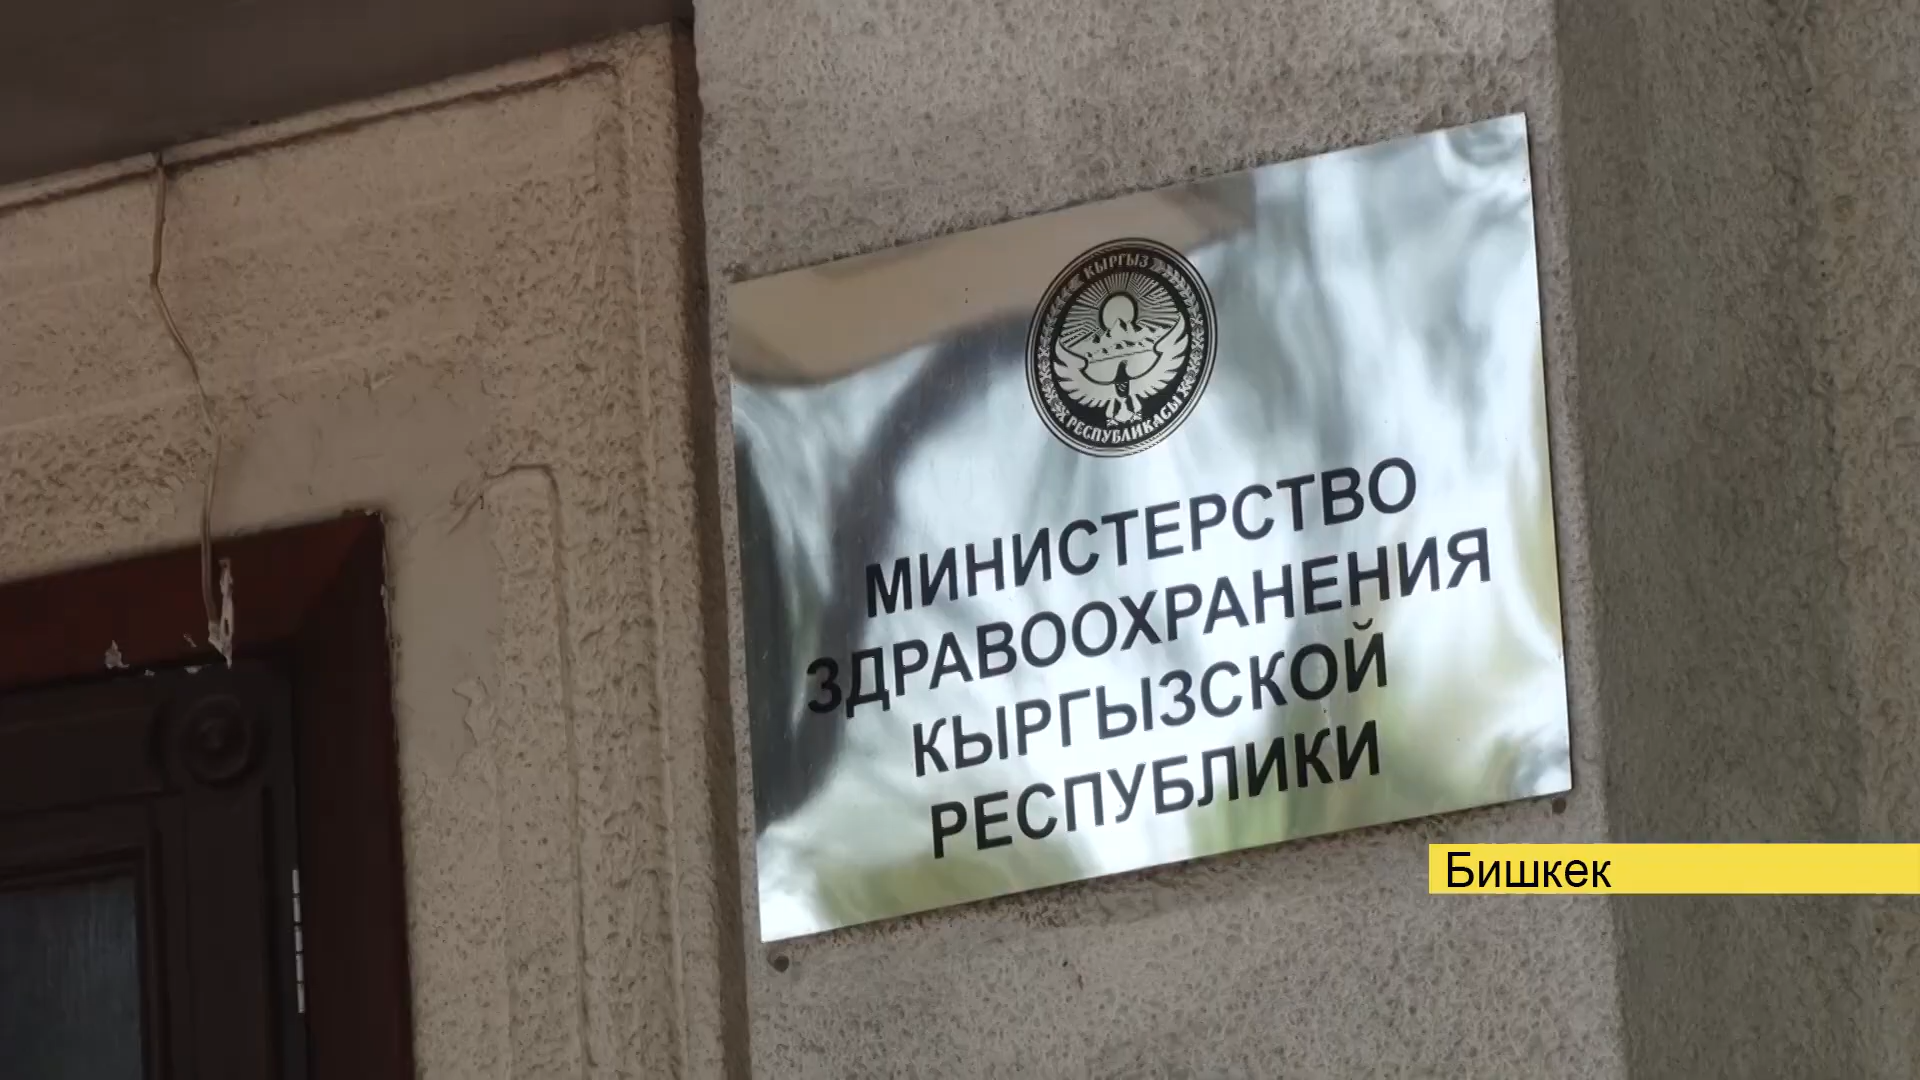 КЫРГЫЗ
РЕСПУБЛИКАСЫ
МИНИСТЕРСТВО
ЗДРАВООХРАНЕНИЯ
КЫРГЫЗСКОЙ
РЕСПУБЛИКИ
Бишкек